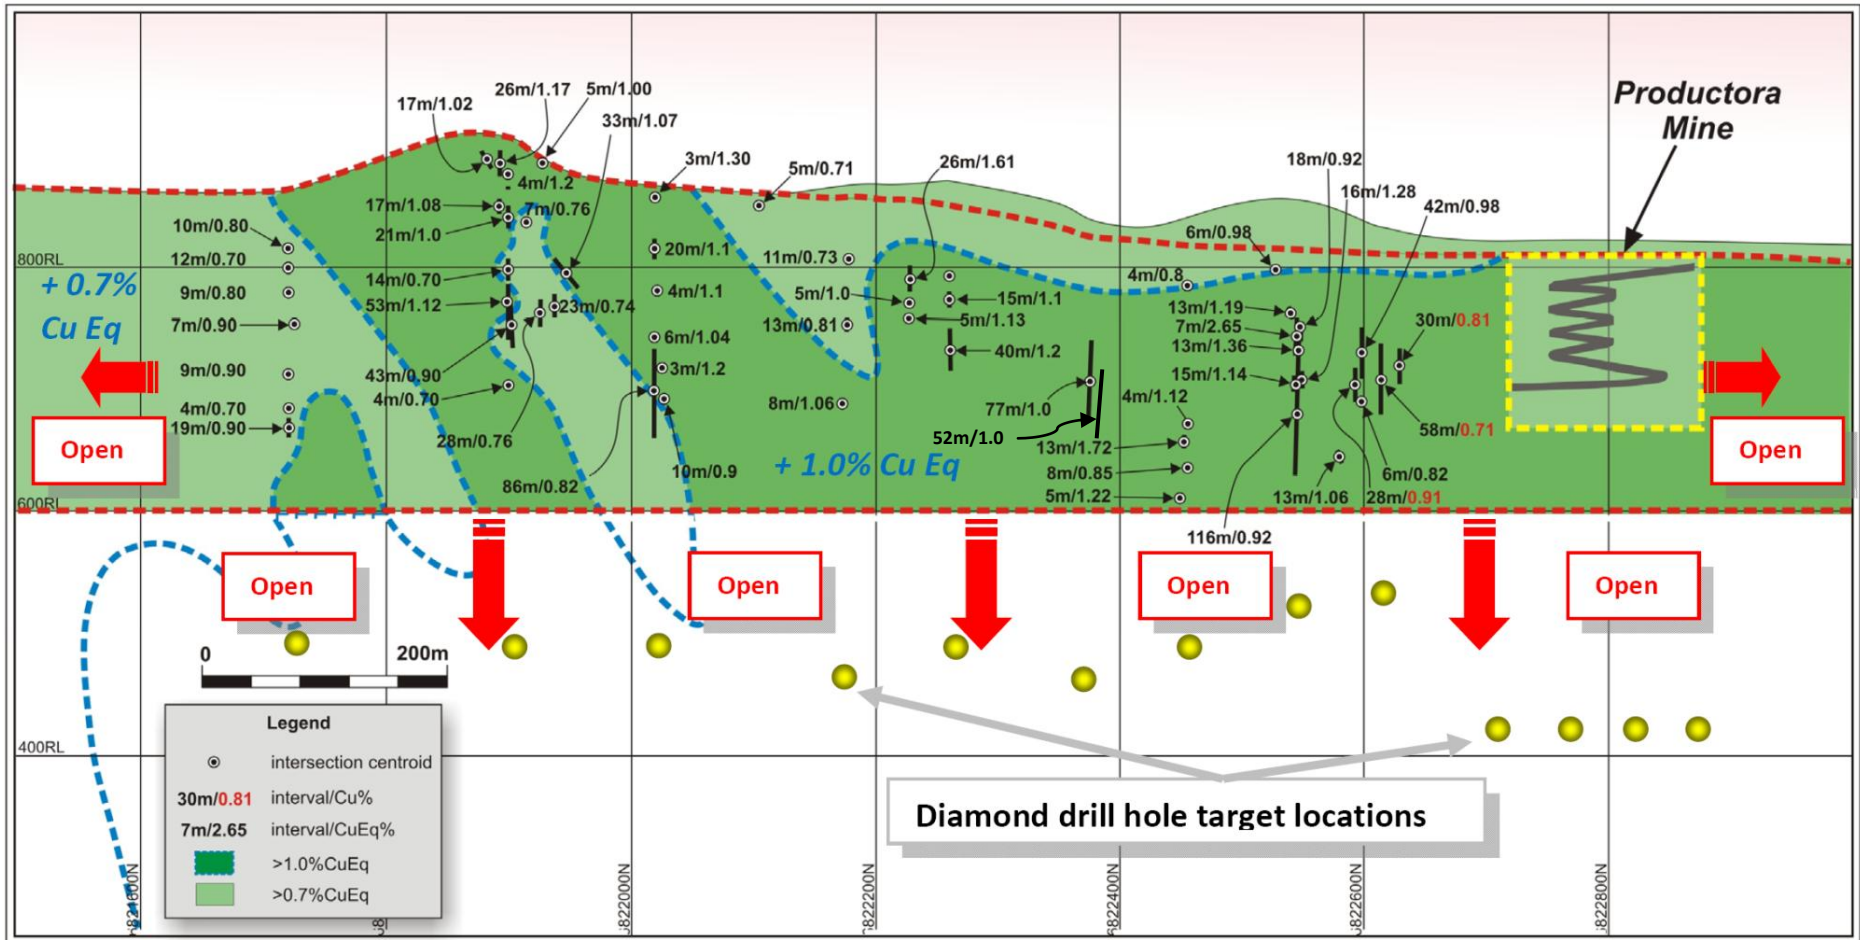 Productora
Mine
26m/1.17
5m/1.00
17m/1.02
33m/1.07
3m/1.30
5m/0.71
26m/1.61
18m/0.92
16m/1.28
42m/0.98
4m/1.2
17m/1.08
7m/0.76
21m/1.0
10m/0.80
20m/1.1
6m/0.98
12m/0.70
11m/0.73
800RL
14m/0.70
4m/0.8
+ 0.7%
Cu Eq
9m/0.80
4m/1.1
5m/1.0
15m/1.1
53m/1.12
23m/0.74
13m/1.19
5m/1.13
7m/0.90
13m/0.81
7m/2.65
30m/0.81
6m/1.04
13m/1.36
40m/1.2
9m/0.90
43m/0.90
3m/1.2
15m/1.14
4m/0.70
4m/0.70
8m/1.06
77m/1.0
4m/1.12
19m/0.90
58m/0.71
28m/0.76
52m/1.0
13m/1.72
Open
Open
+ 1.0% Cu Eq
10m/0.9
8m/0.85
6m/0.82
86m/0.82
5m/1.22
13m/1.06
28m/0.91
600RL
116m/0.92
Open
Open
Open
Open
0
200m
Legend
400RL
intersection centroid
30m/0.81
interval/Cu%
7m/2.65
interval/CuEq%
>1.0%CuEq
>0.7%CuEq
Diamond drill hole target locations
6822000N
6822200N
6822400N
6822600N
6822800N